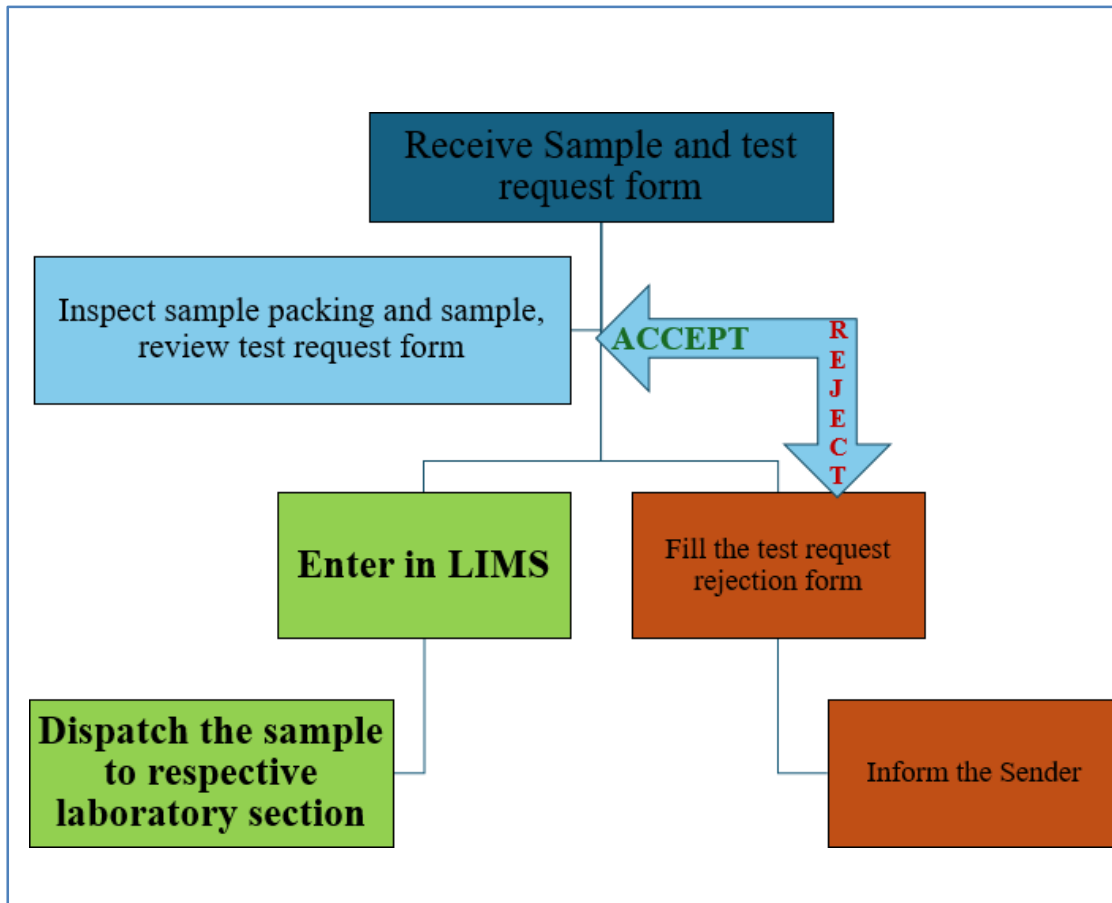 Receive Sample and test
request form
Inspect sample packing and sample,
review test request form
ACCEPT
REJECT
Enter in LIMS
Fill the test request
rejection form
Dispatch the sample
to respective
laboratory section
Inform the Sender